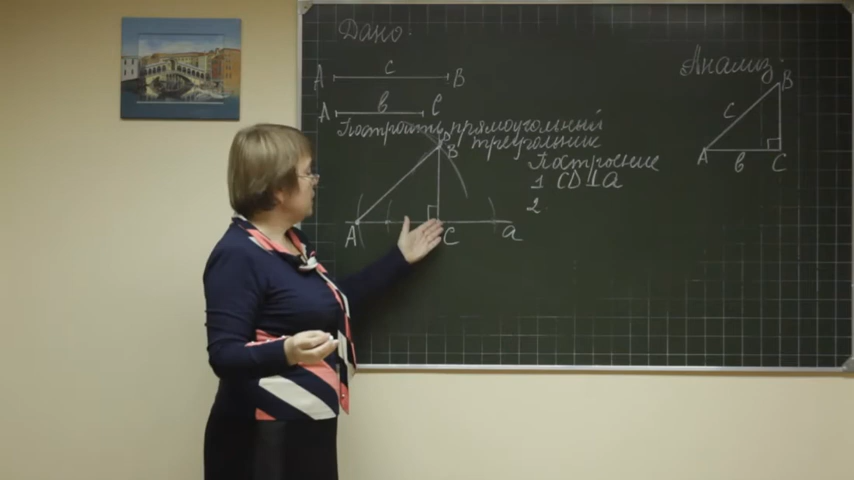 Дано:
A c B
A в C
Построить прямоугольный
треугольник
D
B
A C a
Построение
1 CD⊥a
2.
Анализ:
B
c
A в C